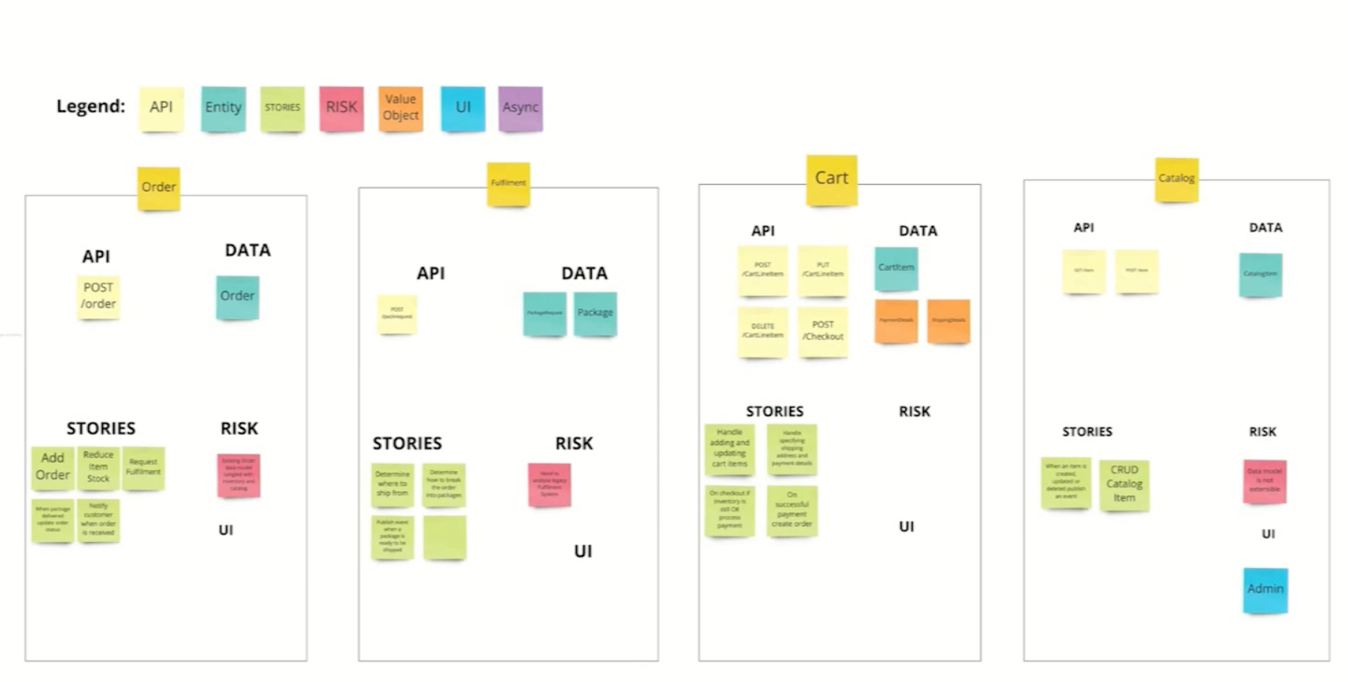 Legend:
API
Entity
STORIES
RISK
Value
Object
UI
Async
Order
API
DATA
POST
/order
Order
STORIES
RISK
Add
Order
Reduce
Item
Stock
Request
Fulfilment
Existing Order
data model
tangled with
inventory and
catalog
When package
delivered
update order
status
Notify
customer
when order
is received
UI
Fulfilment
API
DATA
POST
PackageRequest
Package
STORIES
RISK
Determine
where to
ship from
Determine
how to break
the order
into packages
Need to
analyze legacy
Fulfilment
System
Publish event
when a
package is
ready to be
shipped
UI
Cart
API
DATA
POST
/CartLineItem
PUT
/CartLineItem
CartItem
DELETE
/CartLineItem
POST
/Checkout
PaymentDetails
ShippingDetails
STORIES
RISK
Handle
adding and
updating
cart items
Handle
specifying
shipping
address and
payment details
On checkout if
inventory is
still OK
process
payment
On
successful
payment
create order
UI
Catalog
API
DATA
GET Item
POST Item
CatalogItem
STORIES
RISK
When an item is
created,
updated or
deleted publish
an event
CRUD
Catalog
Item
Data model
is not
extensible
UI
Admin